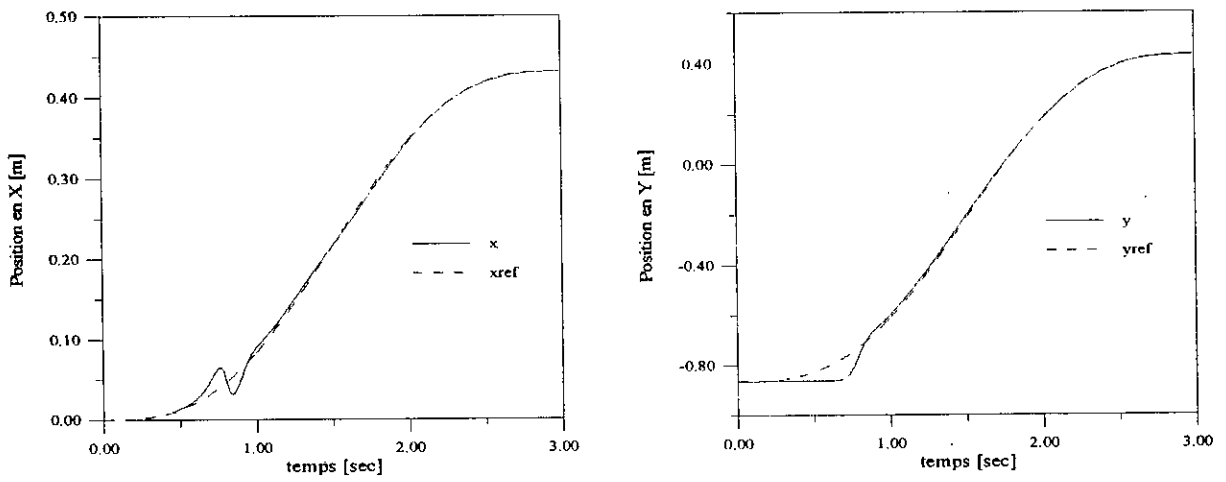 0.50
0.40
0.30
0.20
0.10
0.00
Position en X [m]
x
xref
0.00
1.00
2.00
3.00
temps [sec]
0.40
0.00
-0.40
-0.80
Position en Y [m]
y
yref
0.00
1.00
2.00
3.00
temps [sec]